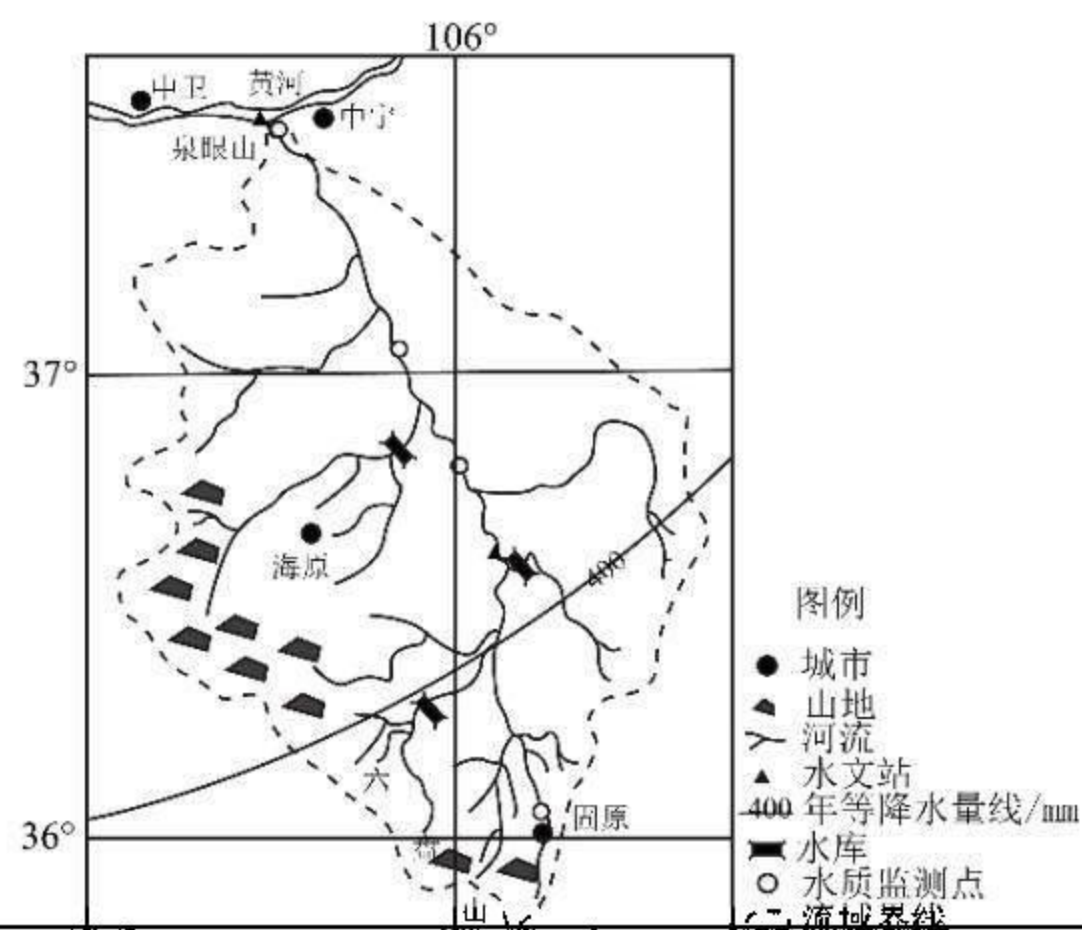 106°
中卫
黄河
中宁
泉眼山
37°
海原
400
36°
六
固原
山
图例
城市
山地
河流
水文站
400 年等降水量线/mm
水库
水质监测点
流域界线